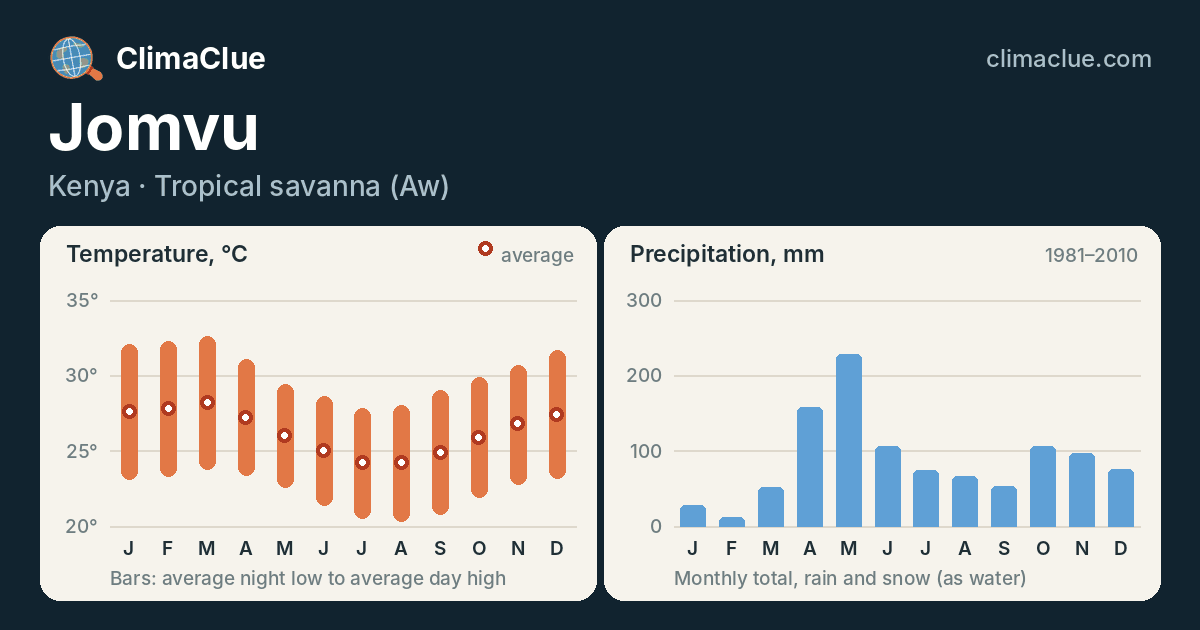 ClimaClue
climaclue.com
Jomvu
Kenya · Tropical savanna (Aw)
Temperature, °C
average
35°
30°
25°
20°
J F M A M J J A S O N D
Bars: average night low to average day high
Precipitation, mm
1981–2010
300
200
100
0
J F M A M J J A S O N D
Monthly total, rain and snow (as water)